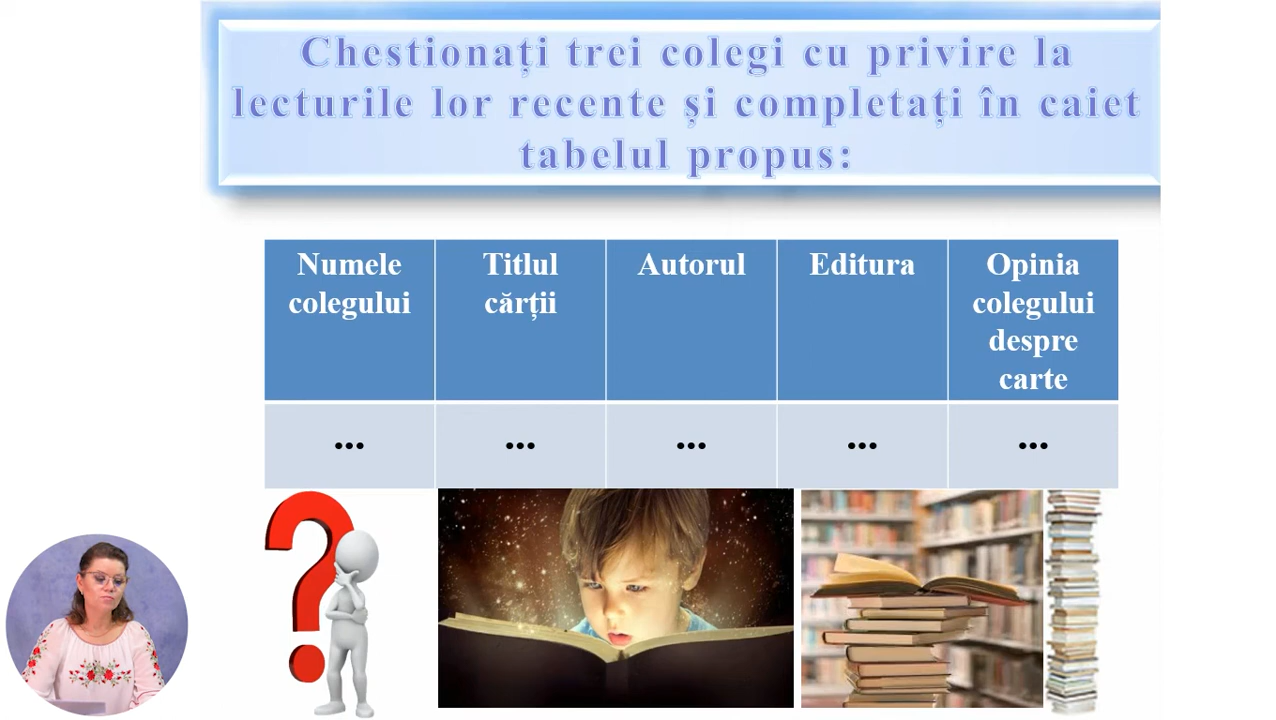 Chestionați trei colegi cu privire la
lecturile lor recente și completați în caiet
tabelul propus:
Numele colegului
Titlul cărții
Autorul
Editura
Opinia colegului despre carte
... ... ... ... ...